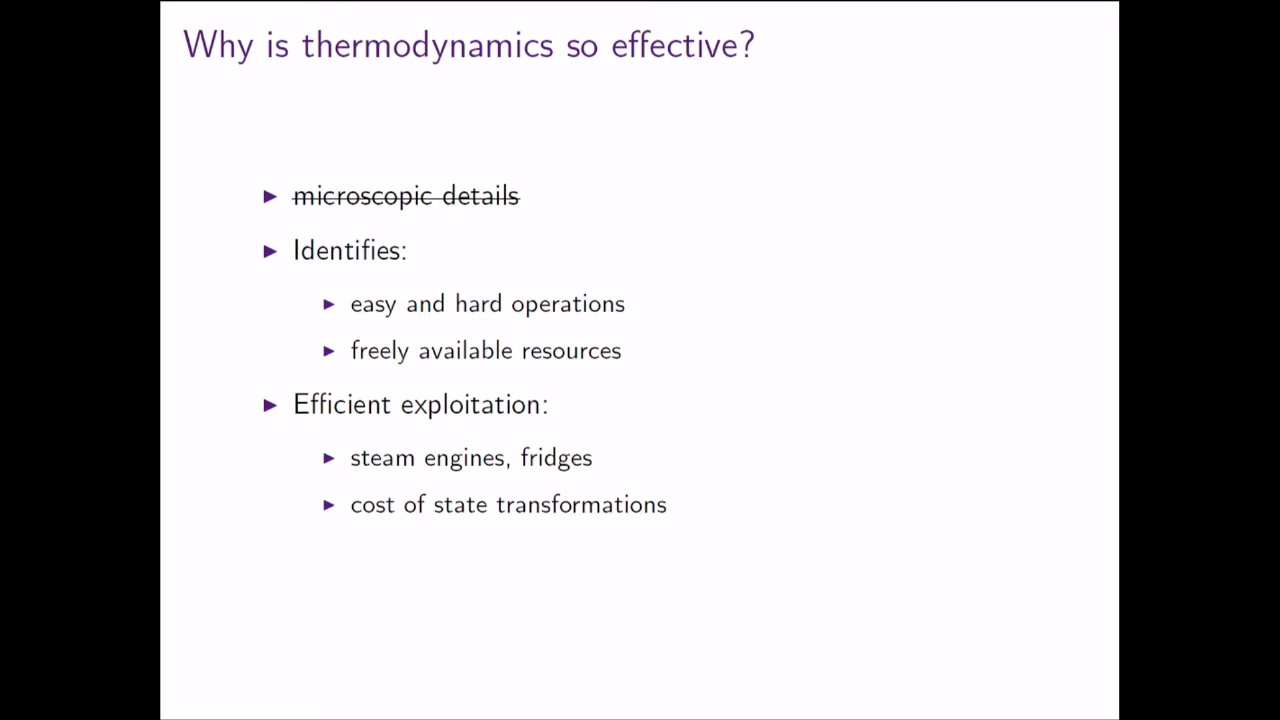 Why is thermodynamics so effective?
microscopic details
Identifies:
easy and hard operations
freely available resources
Efficient exploitation:
steam engines, fridges
cost of state transformations